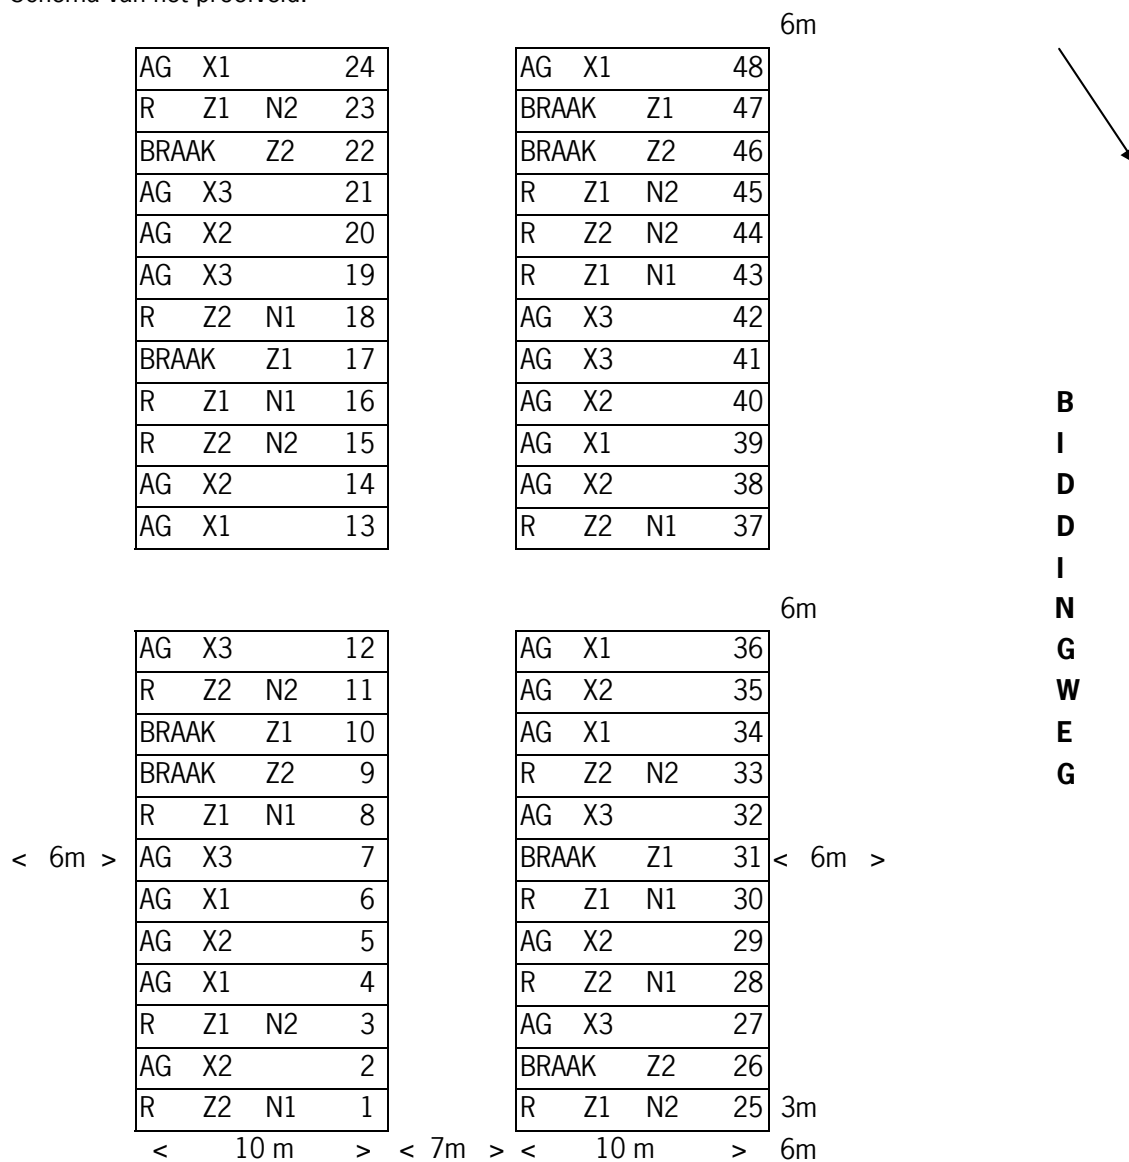 6m
AG X1 24 AG X1 48
R Z1 N2 23 BRAAK Z1 47
BRAAK Z2 22 BRAAK Z2 46
AG X3 21 R Z1 N2 45
AG X2 20 R Z2 N2 44
AG X3 19 R Z1 N1 43
R Z2 N1 18 AG X3 42
BRAAK Z1 17 AG X3 41
R Z1 N1 16 AG X2 40 B
R Z2 N2 15 AG X1 39 I
AG X2 14 AG X2 38 D
AG X1 13 R Z2 N1 37 D
I
6m N
AG X3 12 AG X1 36 G
R Z2 N2 11 AG X2 35 W
BRAAK Z1 10 AG X1 34 E
BRAAK Z2 9 R Z2 N2 33 G
R Z1 N1 8 AG X3 32
< 6m > AG X3 7 BRAAK Z1 31 < 6m >
AG X1 6 R Z1 N1 30
AG X2 5 AG X2 29
AG X1 4 R Z2 N1 28
R Z1 N2 3 AG X3 27
AG X2 2 BRAAK Z2 26
R Z2 N1 1 R Z1 N2 25 3m
< 10 m > < 7m > < 10 m > 6m